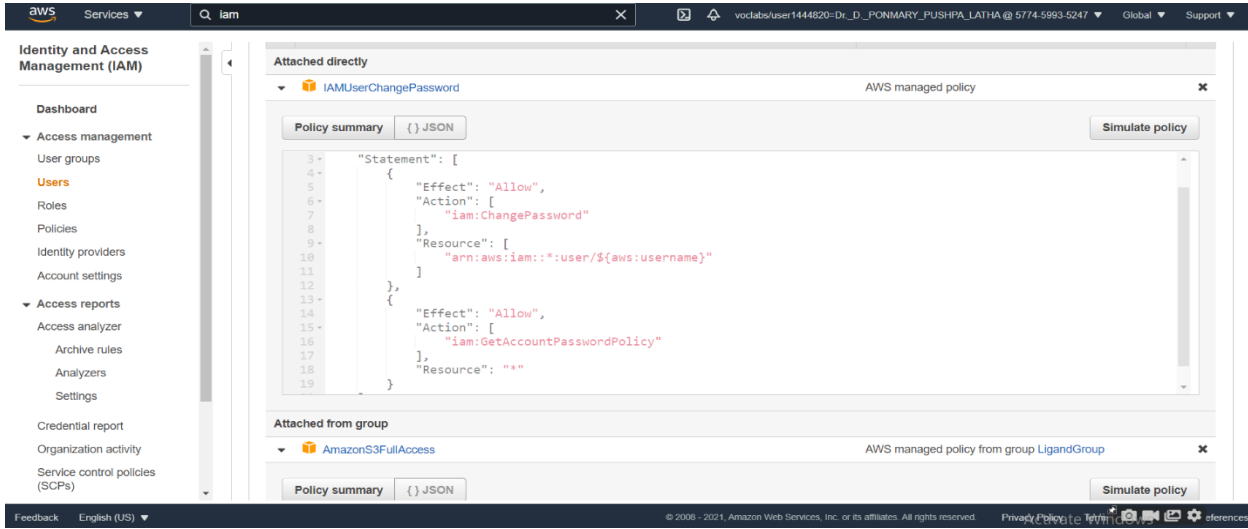 aws Services ▼ iam voclabs/user1444820=Dr._D._PONMARY_PUSHPA_LATHA @ 5774-5993-5247 ▼ Global ▼ Support ▼
Identity and Access
Management (IAM)
Dashboard
Access management
User groups
Users
Roles
Policies
Identity providers
Account settings
Access reports
Access analyzer
Archive rules
Analyzers
Settings
Credential report
Organization activity
Service control policies
(SCPs)
Attached directly
IAMUserChangePassword AWS managed policy
Policy summary { } JSON Simulate policy
3 "Statement": [
4 {
5 "Effect": "Allow",
6 "Action": [
7 "iam:ChangePassword"
8 ],
9 "Resource": [
10 "arn:aws:iam::*:user/${aws:username}"
11 ]
12 },
13 {
14 "Effect": "Allow",
15 "Action": [
16 "iam:GetAccountPasswordPolicy"
17 ],
18 "Resource": "*"
19 }
Attached from group
AmazonS3FullAccess AWS managed policy from group LigandGroup
Policy summary { } JSON Simulate policy
Feedback English (US) ▼ © 2008 - 2021, Amazon Web Services, Inc. or its affiliates. All rights reserved. Privacy Policy